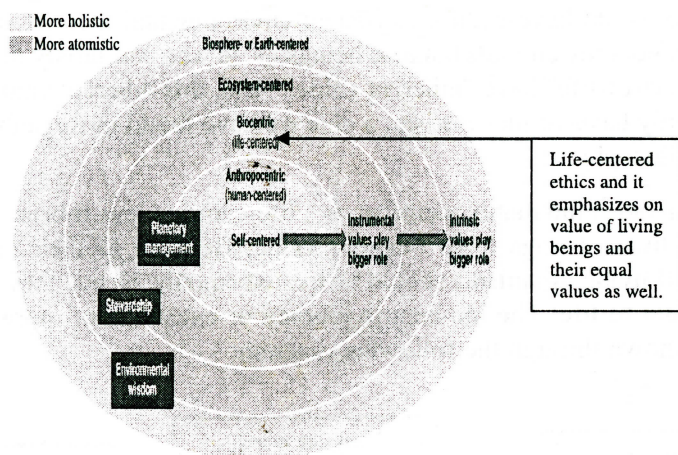 More holistic
More atomistic
Biosphere- or Earth-centered
Ecosystem-centered
Biocentric
(life-centered)
Anthropocentric
(human-centered)
Planetary
management
Self-centered
Instrumental
values play
bigger role
Intrinsic
values play
bigger role
Stewardship
Environmental
wisdom
Life-centered
ethics and it
emphasizes on
value of living
beings and
their equal
values as well.